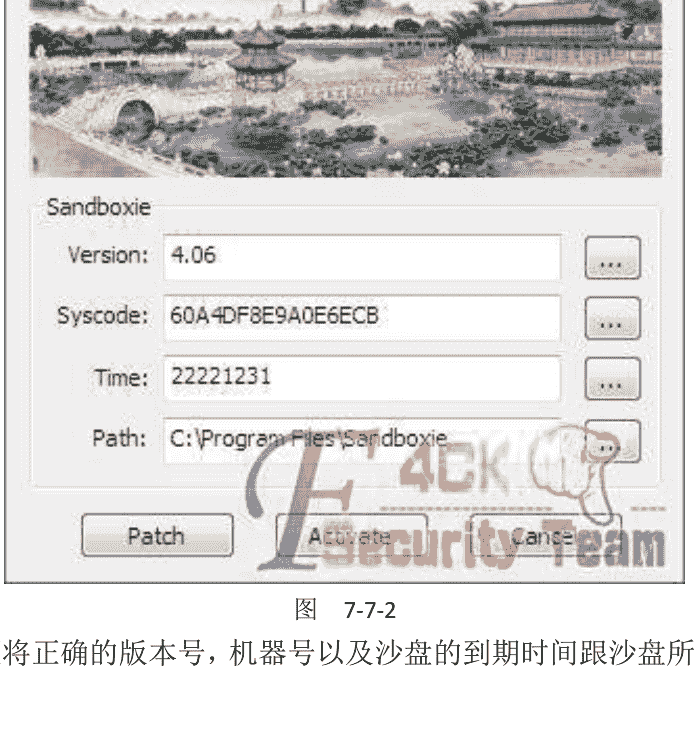 Sandboxie
Version: 4.06 ...
Syscode: 60A4DF8E9A0E6ECB ...
Time: 22221231 ...
Path: C:\Program Files\Sandboxie ...
F4CK
Patch Activate Cancel
Security Team
图 7-7-2
将正确的版本号，机器号以及沙盘的到期时间跟沙盘所